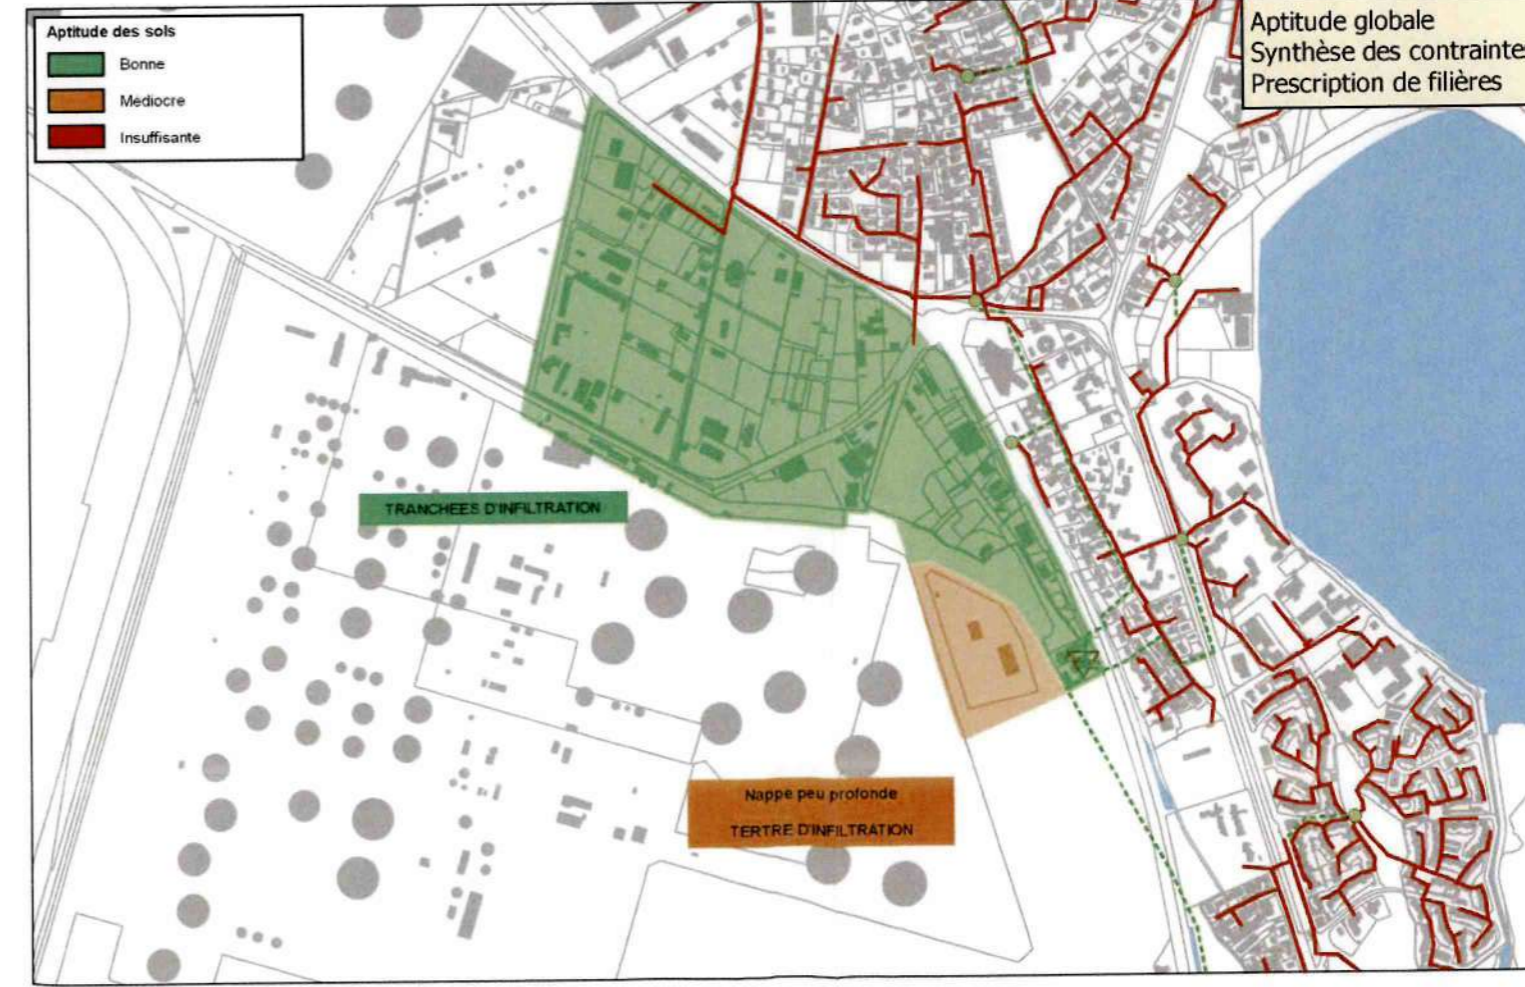 Aptitude des sols
Bonne
Médiocre
Insuffisante
Aptitude globale
Synthèse des contrainte
Prescription de filières
TRANCHEES D'INFILTRATION
Nappe peu profonde
TERTRE D'INFILTRATION